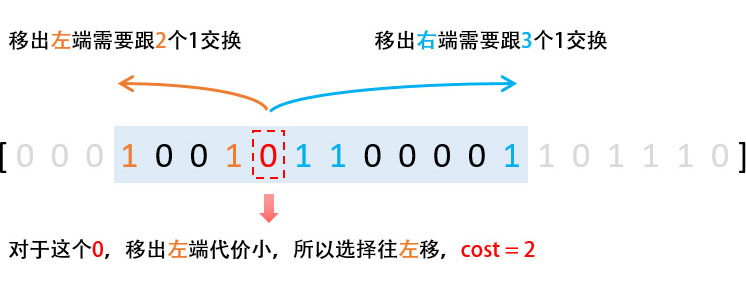 移出左端需要跟2个1交换 移出右端需要跟3个1交换
[0 0 0 1 0 0 1 0 1 1 0 0 0 0 1 1 0 1 1 1 0]
对于这个0，移出左端代价小，所以选择往左移，cost = 2